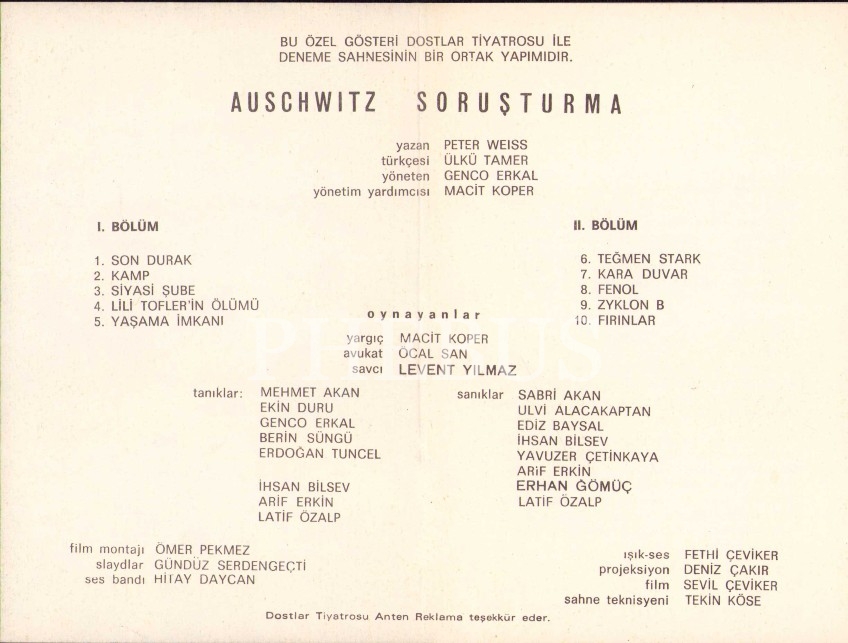 BU ÖZEL GÖSTERİ DOSTLAR TİYATROSU İLE
DENEME SAHNESİNİN BİR ORTAK YAPIMIDIR.
AUSCHWITZ SORUŞTURMA
yazan PETER WEISS
türkçesi ÜLKÜ TAMER
yöneten GENCO ERKAL
yönetim yardımcısı MACİT KOPER
I. BÖLÜM
1. SON DURAK
2. KAMP
3. SİYASİ ŞUBE
4. LİLİ TOFLER'İN ÖLÜMÜ
5. YAŞAMA İMKANI
II. BÖLÜM
6. TEĞMEN STARK
7. KARA DUVAR
8. FENOL
9. ZYKLON B
10. FIRINLAR
oynayanlar
yargıç MACİT KOPER
avukat ÖCAL SAN
savcı LEVENT YILMAZ
tanıklar: MEHMET AKAN
EKİN DURU
GENCO ERKAL
BERİN SÜNGÜ
ERDOĞAN TUNCEL
İHSAN BİLSEV
ARİF ERKİN
LATİF ÖZALP
sanıklar SABRİ AKAN
ULVİ ALACAKAPTAN
EDİZ BAYSAL
İHSAN BİLSEV
YAVUZER ÇETİNKAYA
ARİF ERKİN
ERHAN GÖMÜÇ
LATİF ÖZALP
film montajı ÖMER PEKMEZ
slaydlar GÜNDÜZ SERDENGEÇTİ
ses bandı HİTAY DAYCAN
ışık-ses FETHİ ÇEVİKER
projeksiyon DENİZ ÇAKIR
film SEVİL ÇEVİKER
sahne teknisyeni TEKİN KÖSE
Dostlar Tiyatrosu Anten Reklama teşekkür eder.